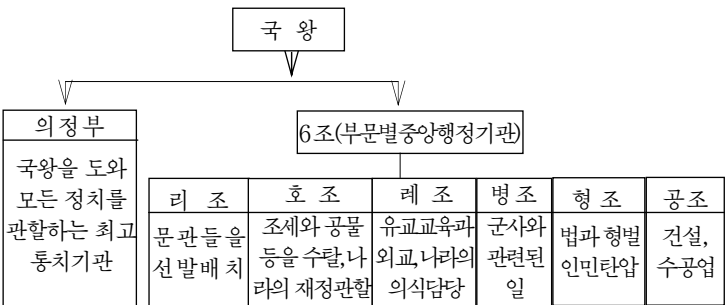 국 왕
의정부
국왕을 도와
모든 정치를
관할하는 최고
통치기관
6조(부문별중앙행정기관)
리 조
문관들을
선발배치
호 조
조세와 공물
등을 수탈,나
라의 재정관할
레 조
유교교육과
외교,나라의
의식담당
병조
군사와
관련된
일
형 조
법과 형벌
인민탄압
공조
건설,
수공업